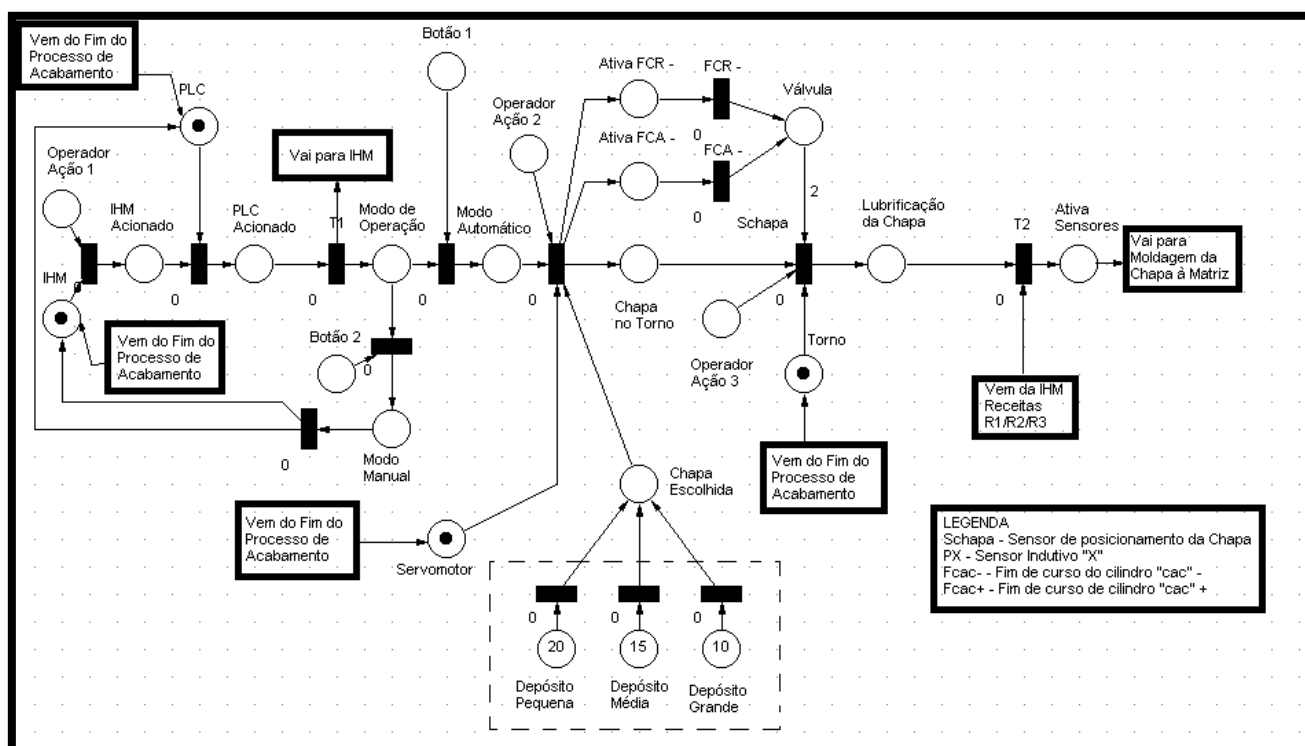 Vem do Fim do
Processo de
Acabamento
PLC
Botão 1
Ativa FCR -
FCR -
Válvula
0
Operador
Ação 2
Ativa FCA -
FCA -
0
2
Operador
Ação 1
Vai para IHM
IHM
Acionado
PLC
Acionado
T1
Modo de
Operação
Modo
Automático
Schapa
Lubrificação
da Chapa
T2
Ativa
Sensores
Vai para
Moldagem da
Chapa à Matriz
IHM
0
0
0
0
0
0
0
Vem do Fim do
Processo de
Acabamento
Botão 2
0
Chapa
no Torno
Operador
Ação 3
Torno
Vem da IHM
Receitas
R1/R2/R3
0
Modo
Manual
Chapa
Escolhida
Vem do Fim do
Processo de
Acabamento
Vem do Fim do
Processo de
Acabamento
Servomotor
LEGENDA
Schapa - Sensor de posicionamento da Chapa
PX - Sensor Indutivo "X"
Fcac- - Fim de curso do cilindro "cac" -
Fcac+ - Fim de curso de cilindro "cac" +
0
0
0
20
15
10
Depósito
Pequena
Depósito
Média
Depósito
Grande